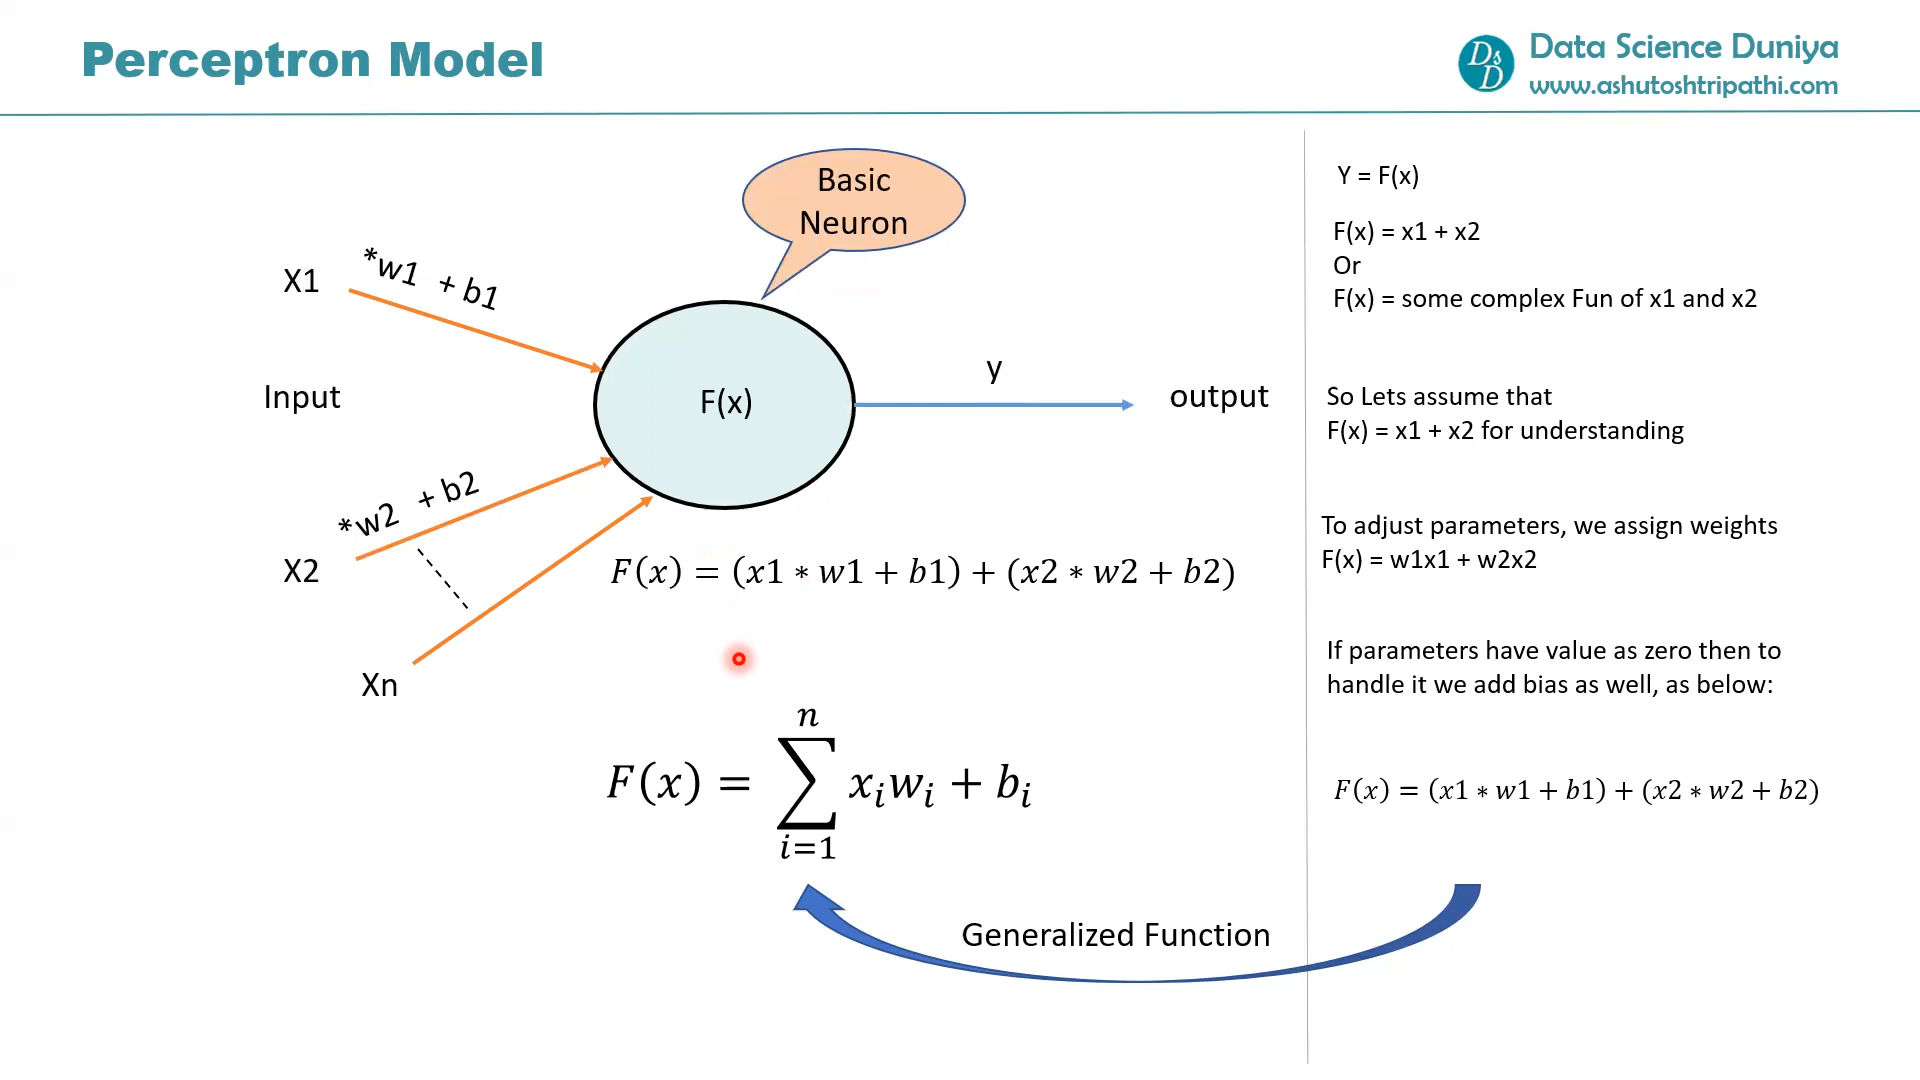 Perceptron Model
DsD
Data Science Duniya
www.ashutoshtripathi.com
Basic
Neuron
X1
*w1 + b1
Input
F(x)
y
output
*w2 + b2
X2
Xn
F(x) = (x1 ∗ w1 + b1) + (x2 ∗ w2 + b2)
F(x) = ∑_{i=1}^{n} x_i w_i + b_i
Generalized Function
Y = F(x)
F(x) = x1 + x2
Or
F(x) = some complex Fun of x1 and x2
So Lets assume that
F(x) = x1 + x2 for understanding
To adjust parameters, we assign weights
F(x) = w1x1 + w2x2
If parameters have value as zero then to
handle it we add bias as well, as below:
F(x) = (x1 ∗ w1 + b1) + (x2 ∗ w2 + b2)